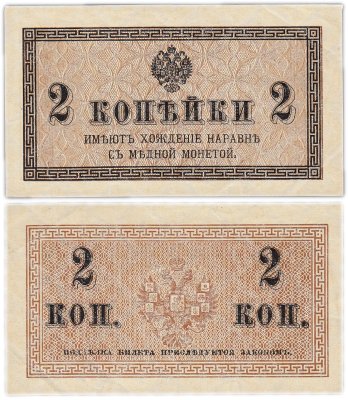 2 КОПѢЙКИ 2
ИМѢЮТЪ ХОЖДЕНІЕ НАРАВНѢ
СЪ МѢДНОЙ МОНЕТОЙ.
2 2
КОП. КОП.
ПОДДѢЛКА БИЛЕТА ПРЕСЛѢДУЕТСЯ ЗАКОНОМЪ.